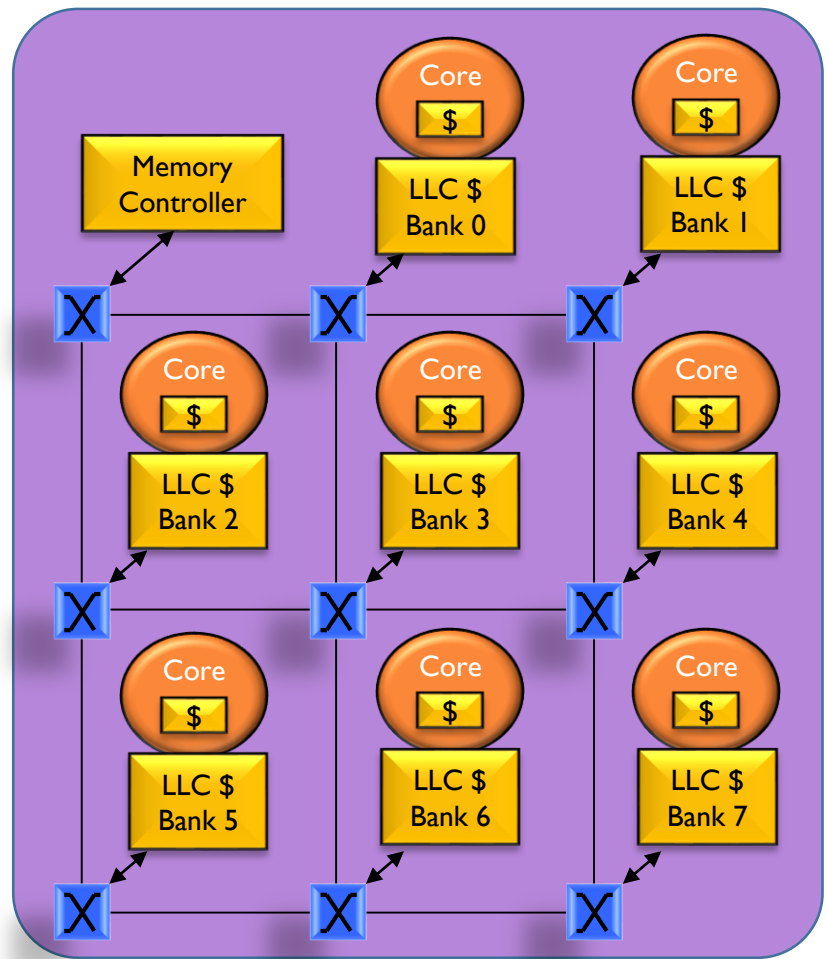 Core
$
LLC $
Bank 0
Core
$
LLC $
Bank 1
Memory
Controller
Core
$
LLC $
Bank 2
Core
$
LLC $
Bank 3
Core
$
LLC $
Bank 4
Core
$
LLC $
Bank 5
Core
$
LLC $
Bank 6
Core
$
LLC $
Bank 7